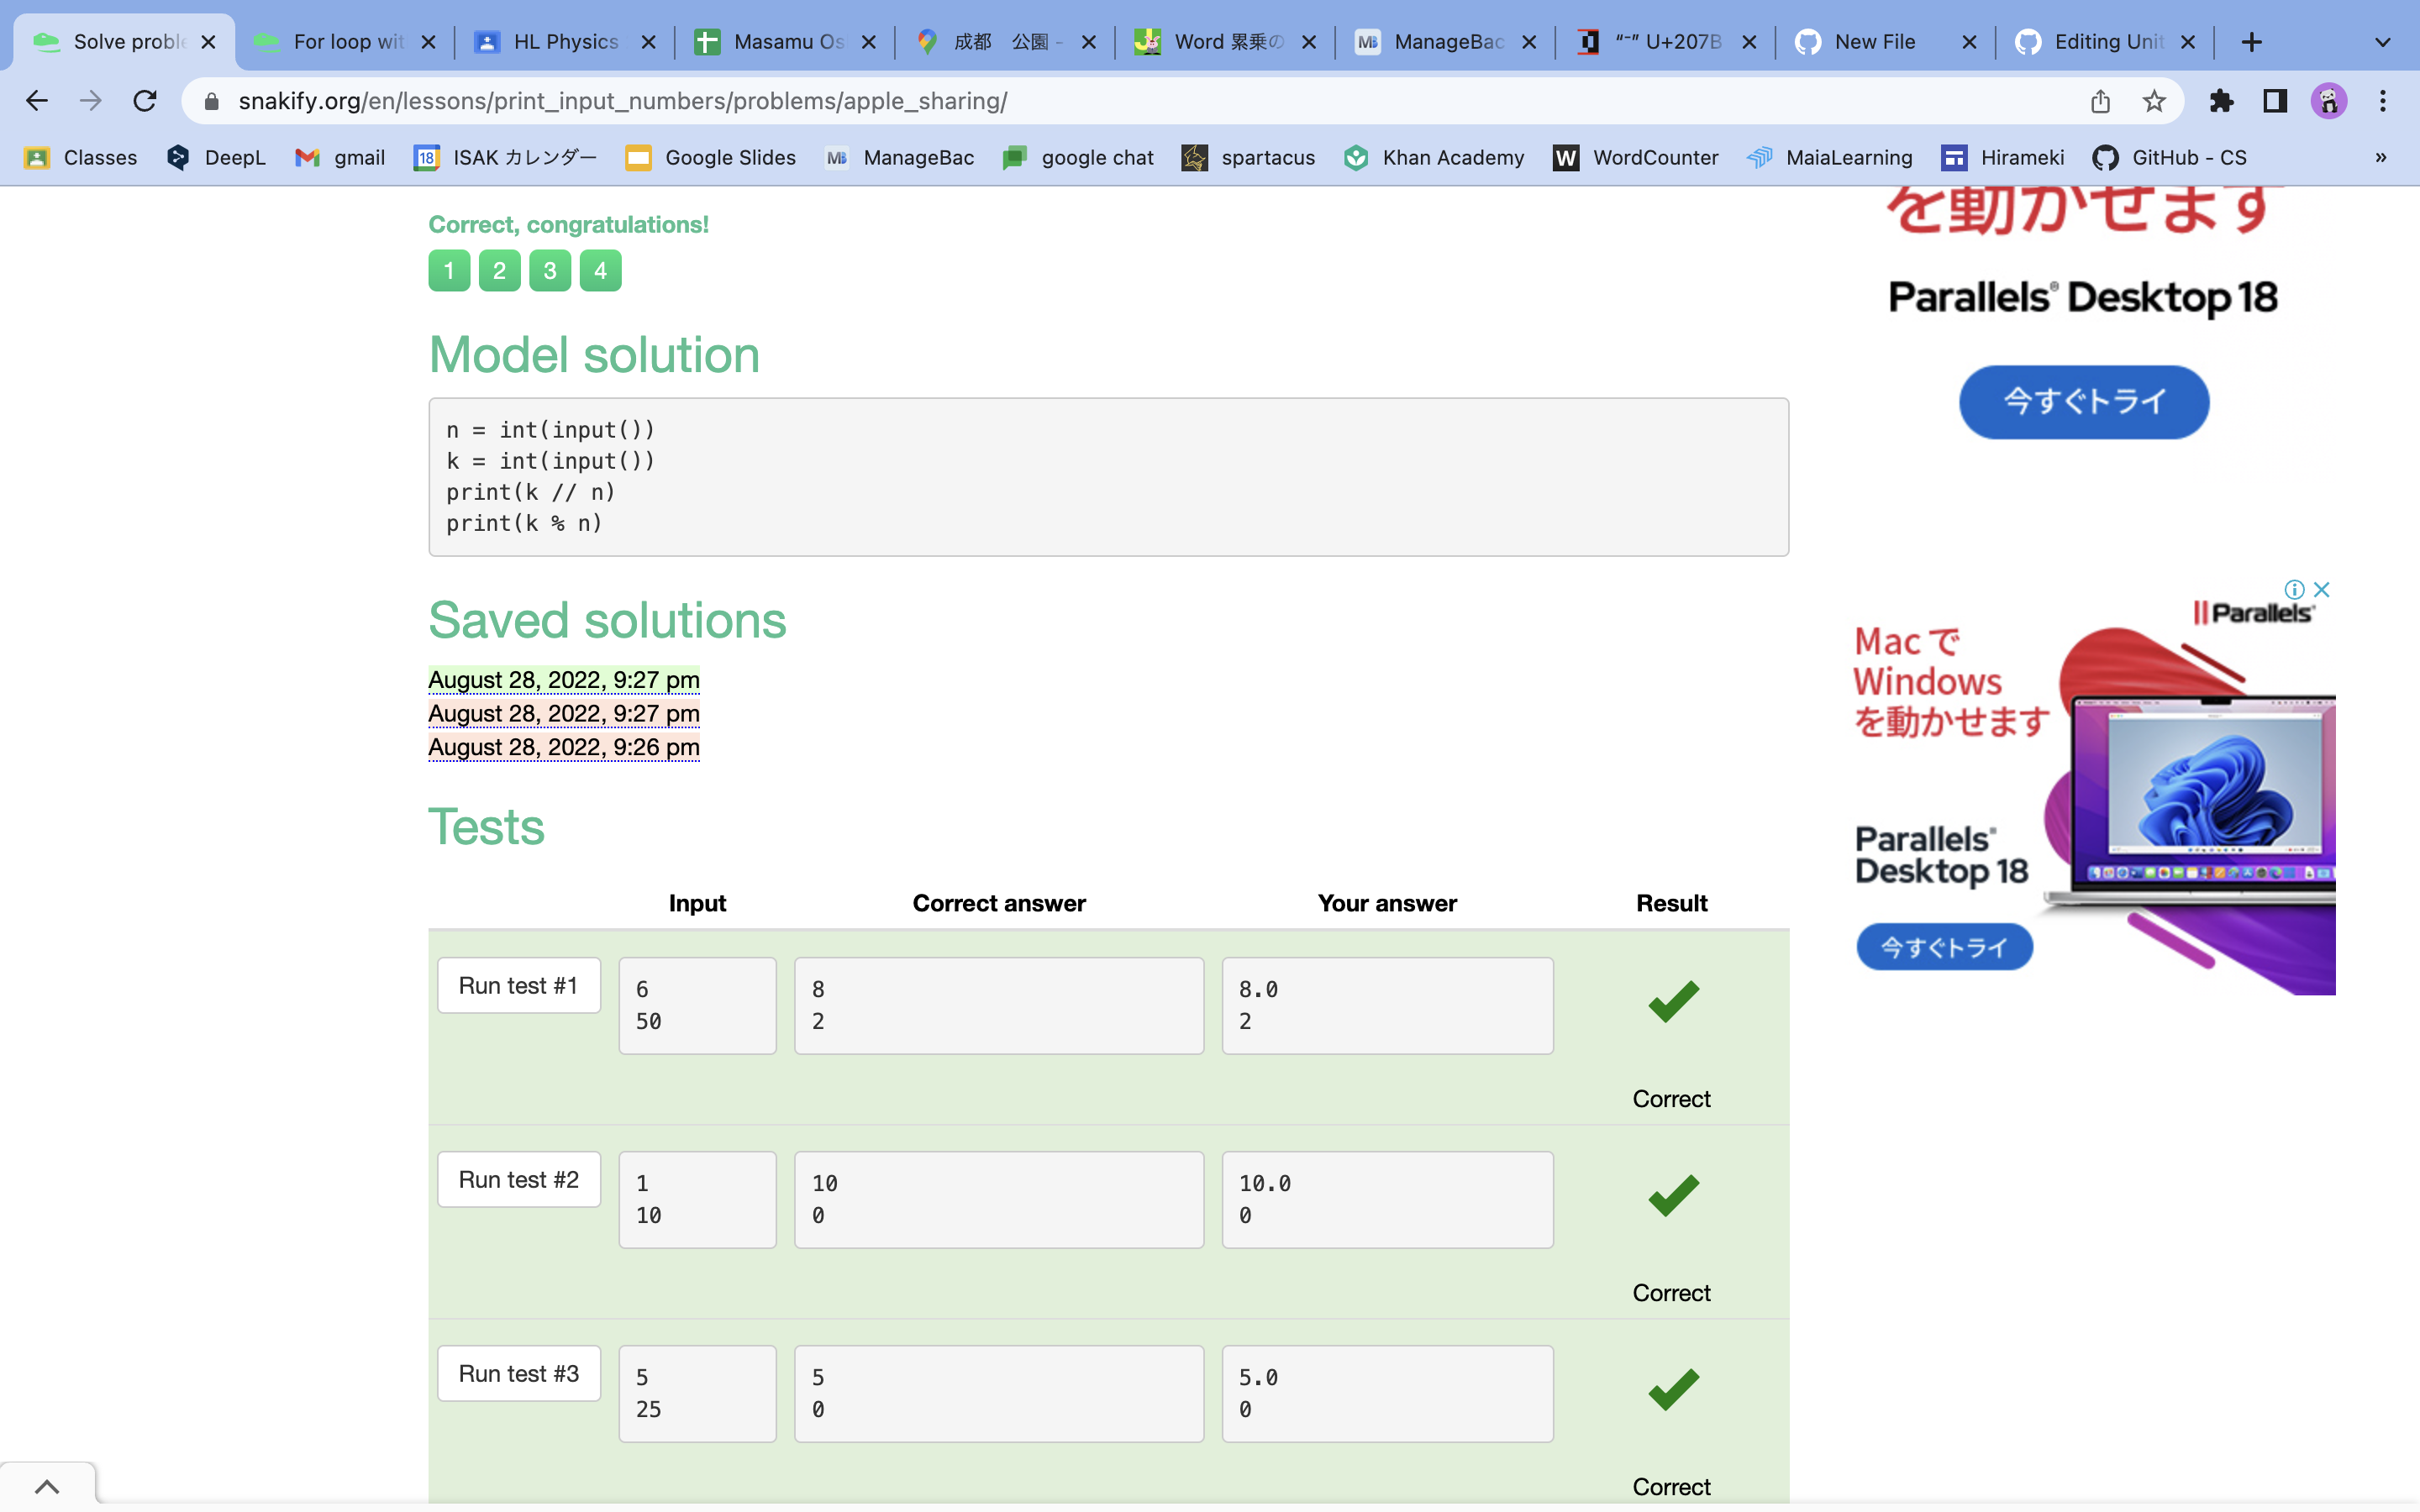 Solve proble
For loop wit
HL Physics
Masamu Os
成都 公園 -
Word 累乗の
ManageBac
“⁻” U+207B
New File
Editing Unit
snakify.org/en/lessons/print_input_numbers/problems/apple_sharing/
Classes
DeepL
gmail
18 ISAK カレンダー
Google Slides
MB ManageBac
google chat
spartacus
Khan Academy
W WordCounter
MaiaLearning
Hirameki
GitHub - CS
»
Correct, congratulations!
1 2 3 4
Model solution
n = int(input())
k = int(input())
print(k // n)
print(k % n)
Saved solutions
August 28, 2022, 9:27 pm
August 28, 2022, 9:27 pm
August 28, 2022, 9:26 pm
Tests
Input Correct answer Your answer Result
Run test #1
6
50
8
2
8.0
2
Correct
Run test #2
1
10
10
0
10.0
0
Correct
Run test #3
5
25
5
0
5.0
0
Correct
を動かせます
Parallels® Desktop 18
今すぐトライ
Parallels®
Mac で
Windows
を動かせます
Parallels®
Desktop 18
今すぐトライ